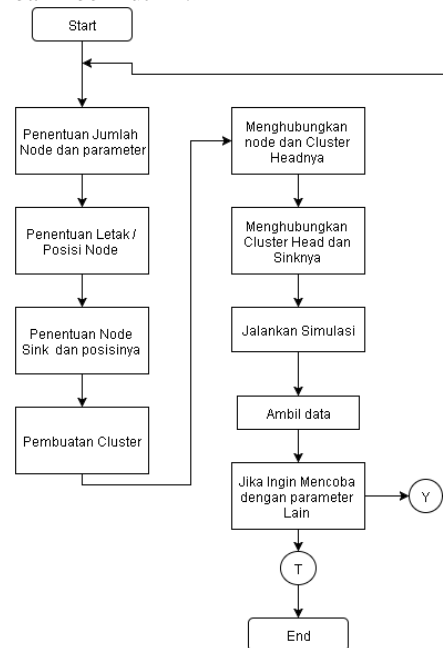 Start
Penentuan Jumlah
Node dan parameter
Penentuan Letak /
Posisi Node
Penentuan Node
Sink dan posisinya
Pembuatan Cluster
Menghubungkan
node dan Cluster
Headnya
Menghubungkan
Cluster Head dan
Sinknya
Jalankan Simulasi
Ambil data
Jika Ingin Mencoba
dengan parameter
Lain
Y
T
End